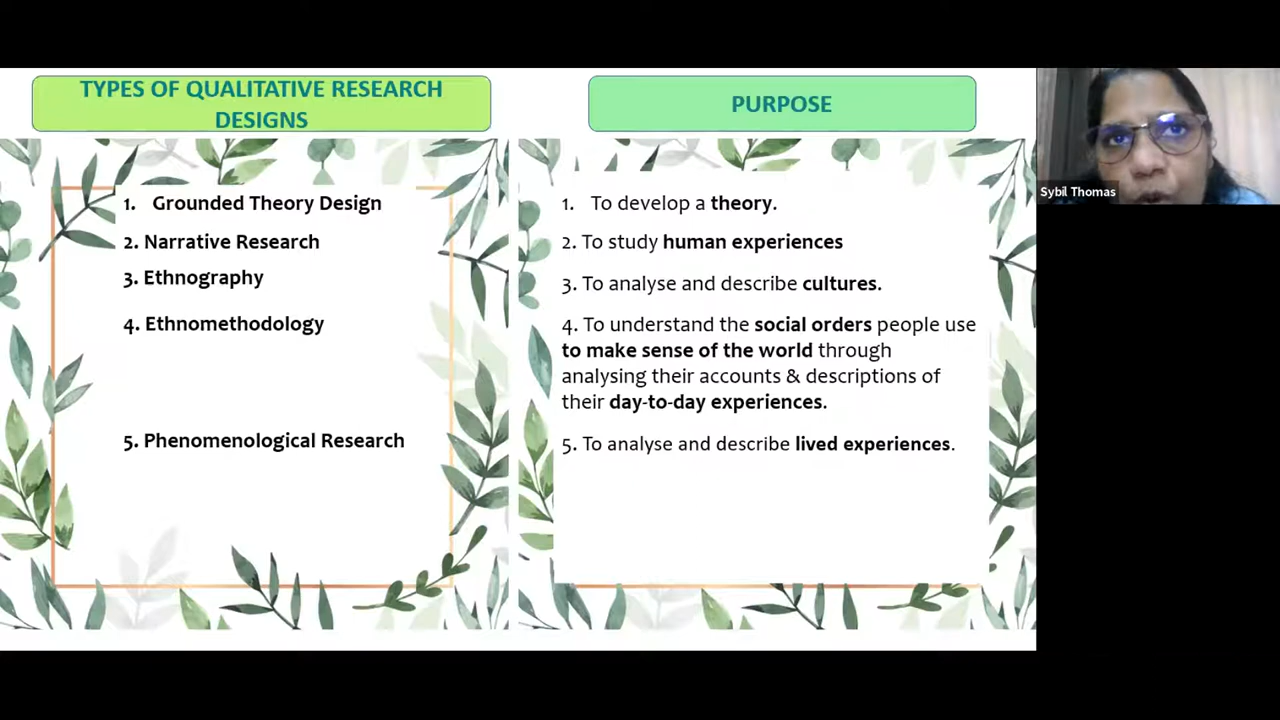 TYPES OF QUALITATIVE RESEARCH
DESIGNS
1. Grounded Theory Design
2. Narrative Research
3. Ethnography
4. Ethnomethodology
5. Phenomenological Research
PURPOSE
1. To develop a theory.
2. To study human experiences
3. To analyse and describe cultures.
4. To understand the social orders people use
to make sense of the world through
analysing their accounts & descriptions of
their day-to-day experiences.
5. To analyse and describe lived experiences.
Sybil Thomas